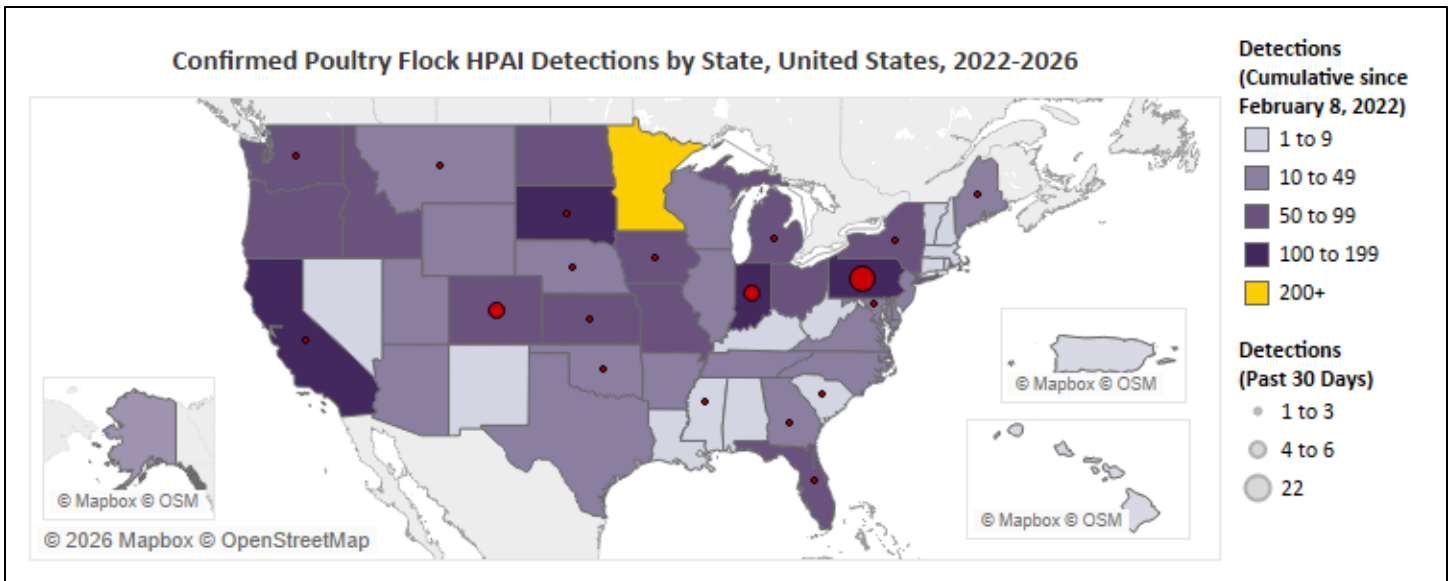 Confirmed Poultry Flock HPAI Detections by State, United States, 2022-2026
Detections
(Cumulative since
February 8, 2022)
1 to 9
10 to 49
50 to 99
100 to 199
200+
Detections
(Past 30 Days)
1 to 3
4 to 6
22
© Mapbox © OSM
© Mapbox © OSM
© Mapbox © OSM
© 2026 Mapbox © OpenStreetMap